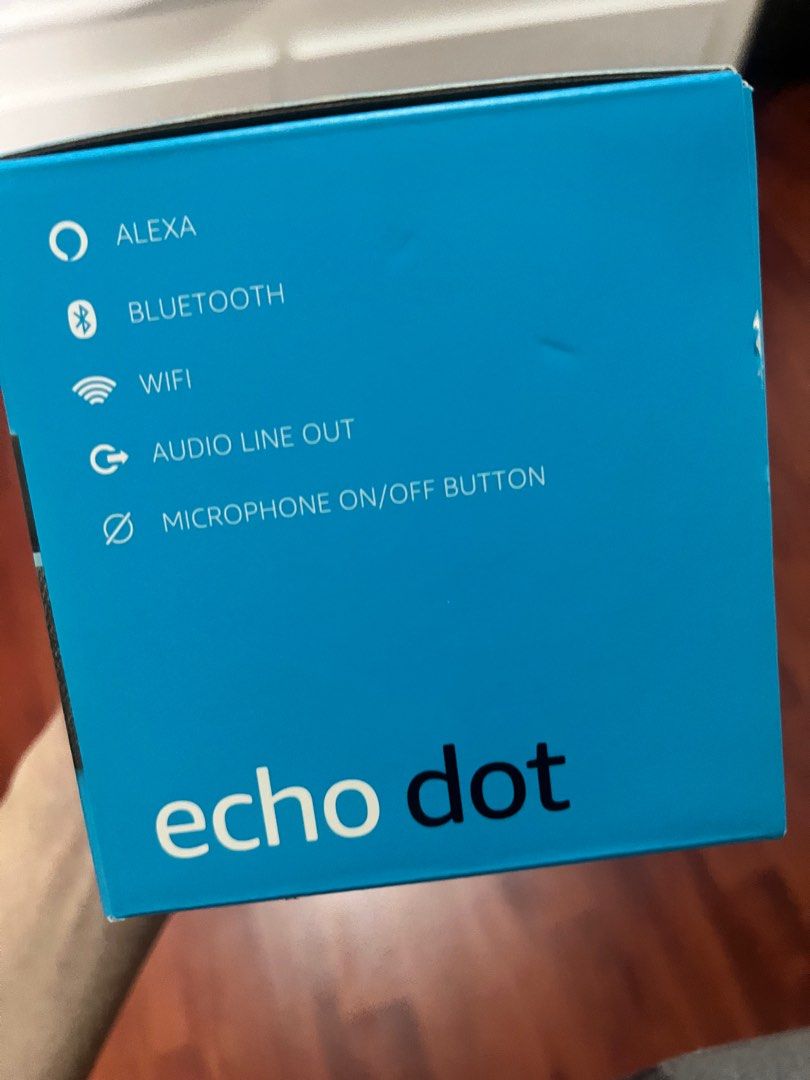 ALEXA
BLUETOOTH
WIFI
AUDIO LINE OUT
MICROPHONE ON/OFF BUTTON
echo dot